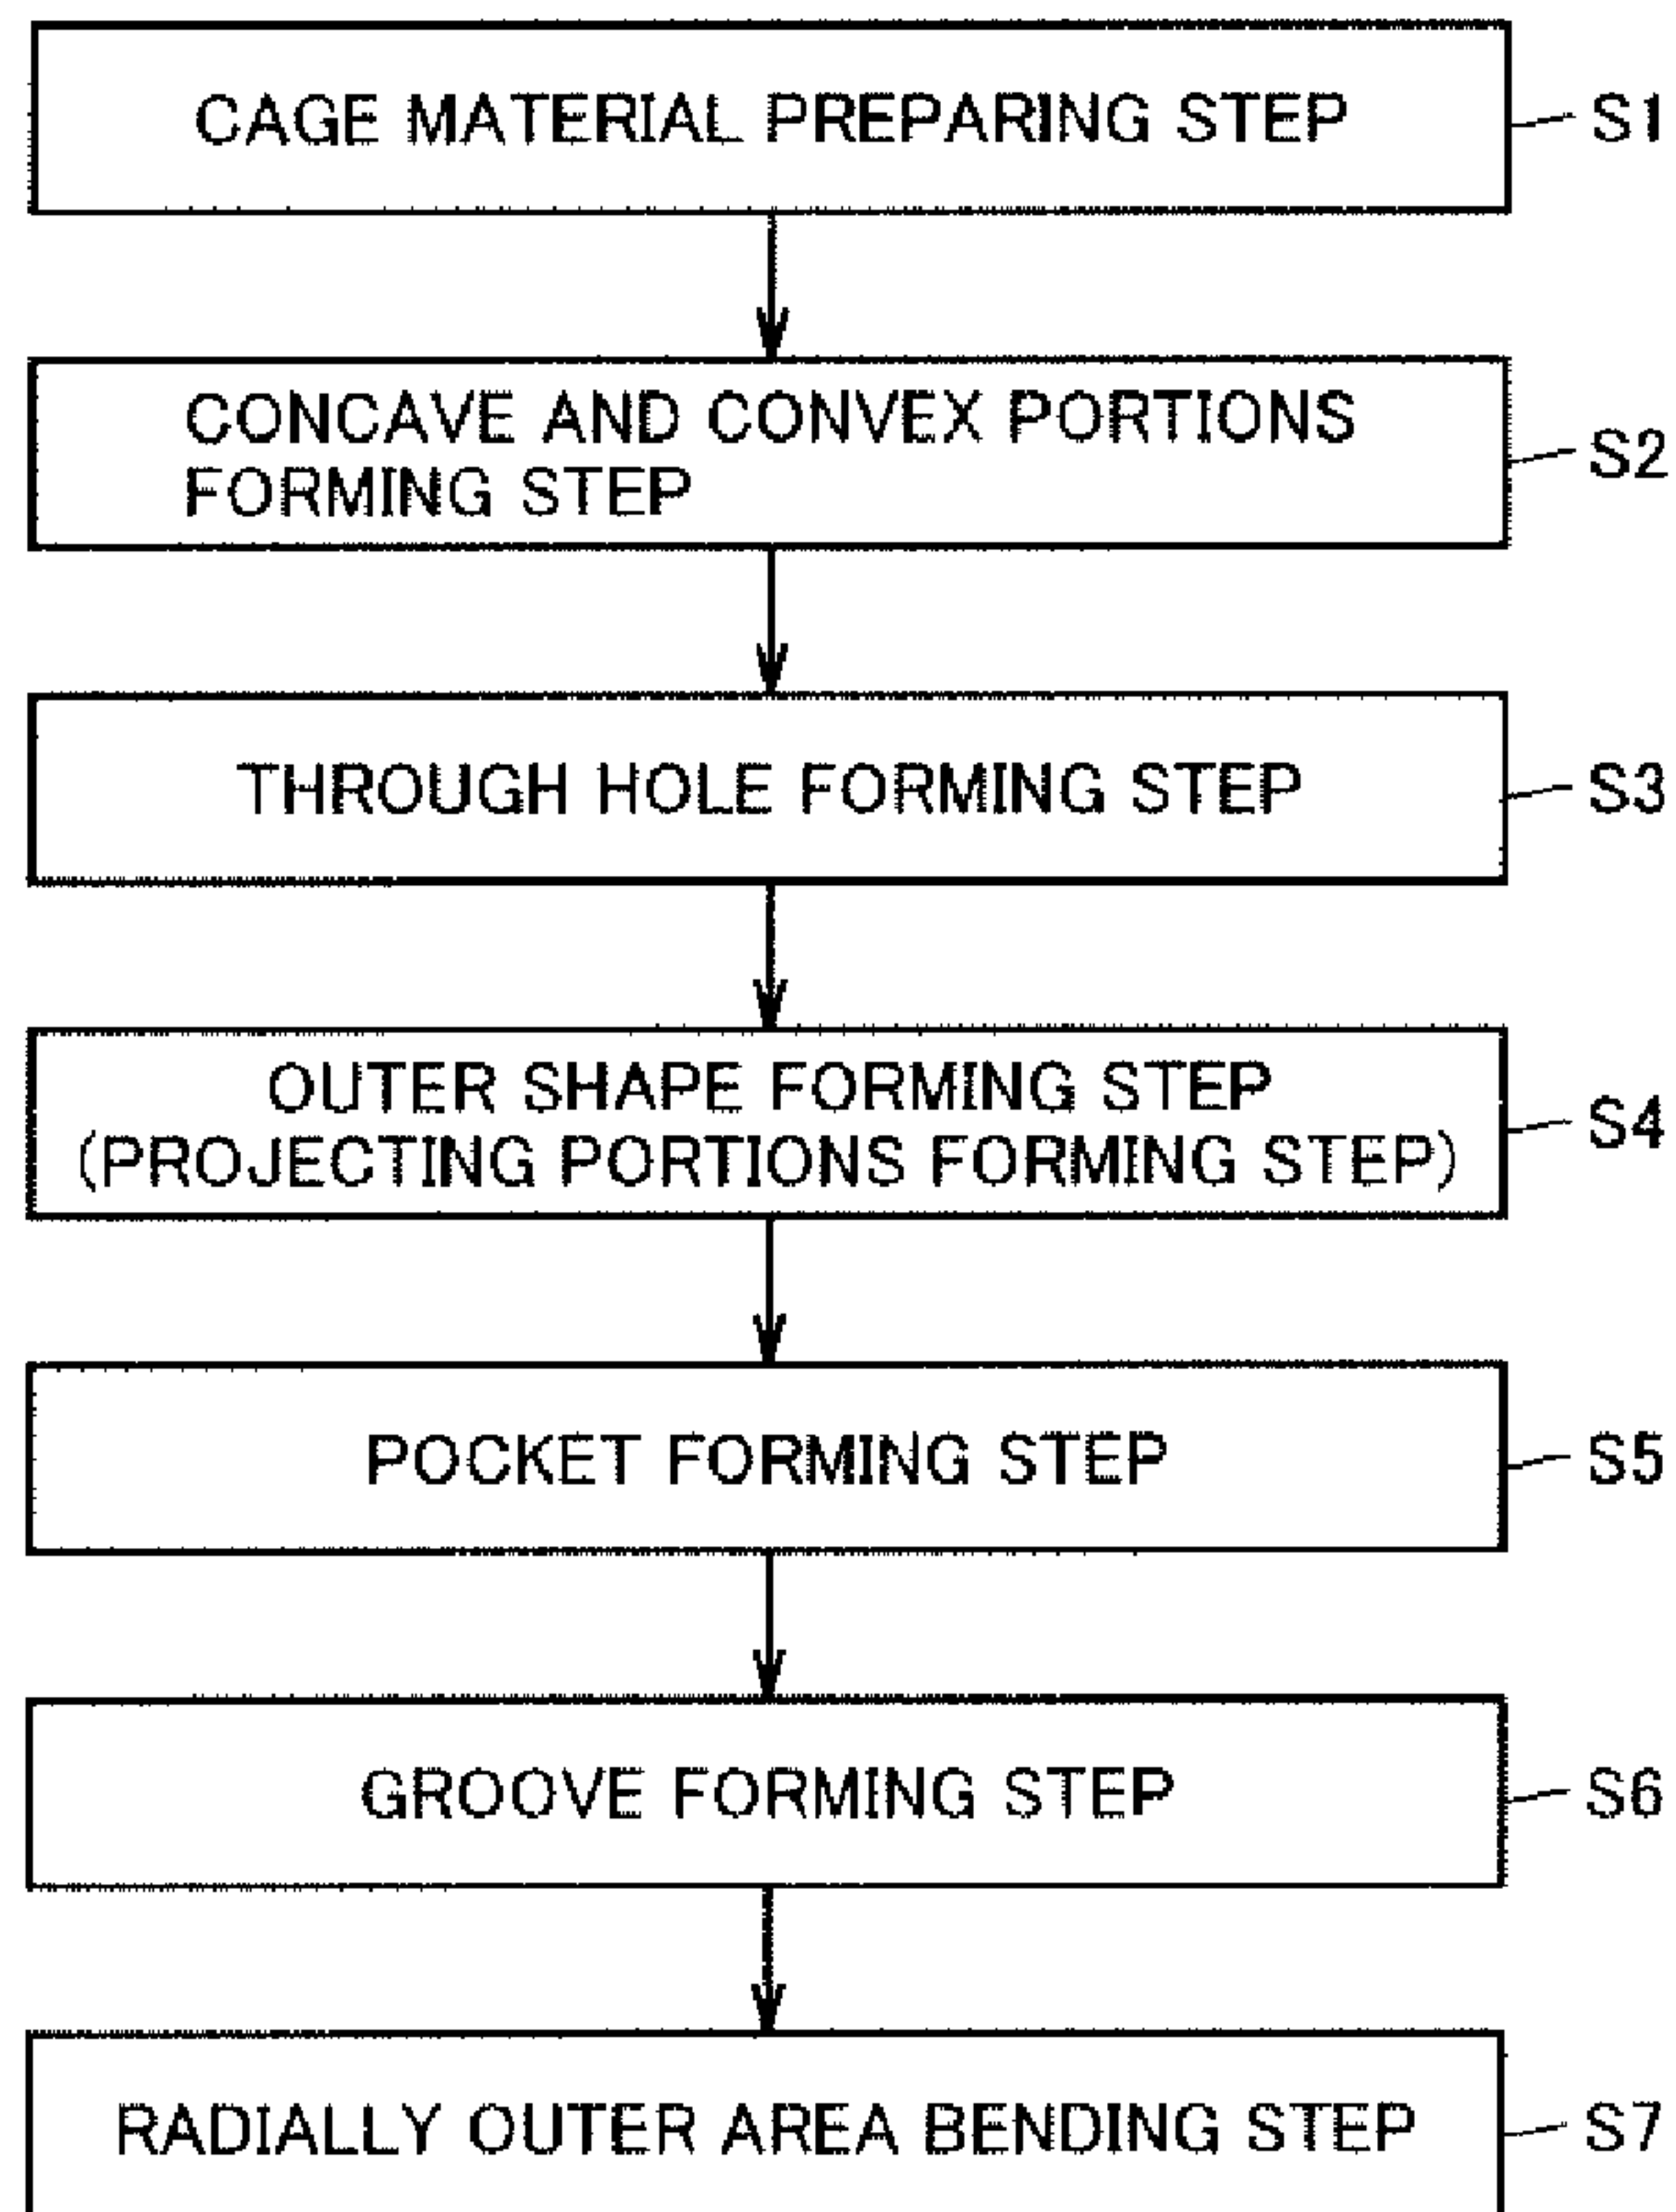 CAGE MATERIAL PREPARING STEP
S1
CONCAVE AND CONVEX PORTIONS
FORMING STEP
S2
THROUGH HOLE FORMING STEP
S3
OUTER SHAPE FORMING STEP
(PROJECTING PORTIONS FORMING STEP)
S4
POCKET FORMING STEP
S5
GROOVE FORMING STEP
S6
RADIALLY OUTER AREA BENDING STEP
S7